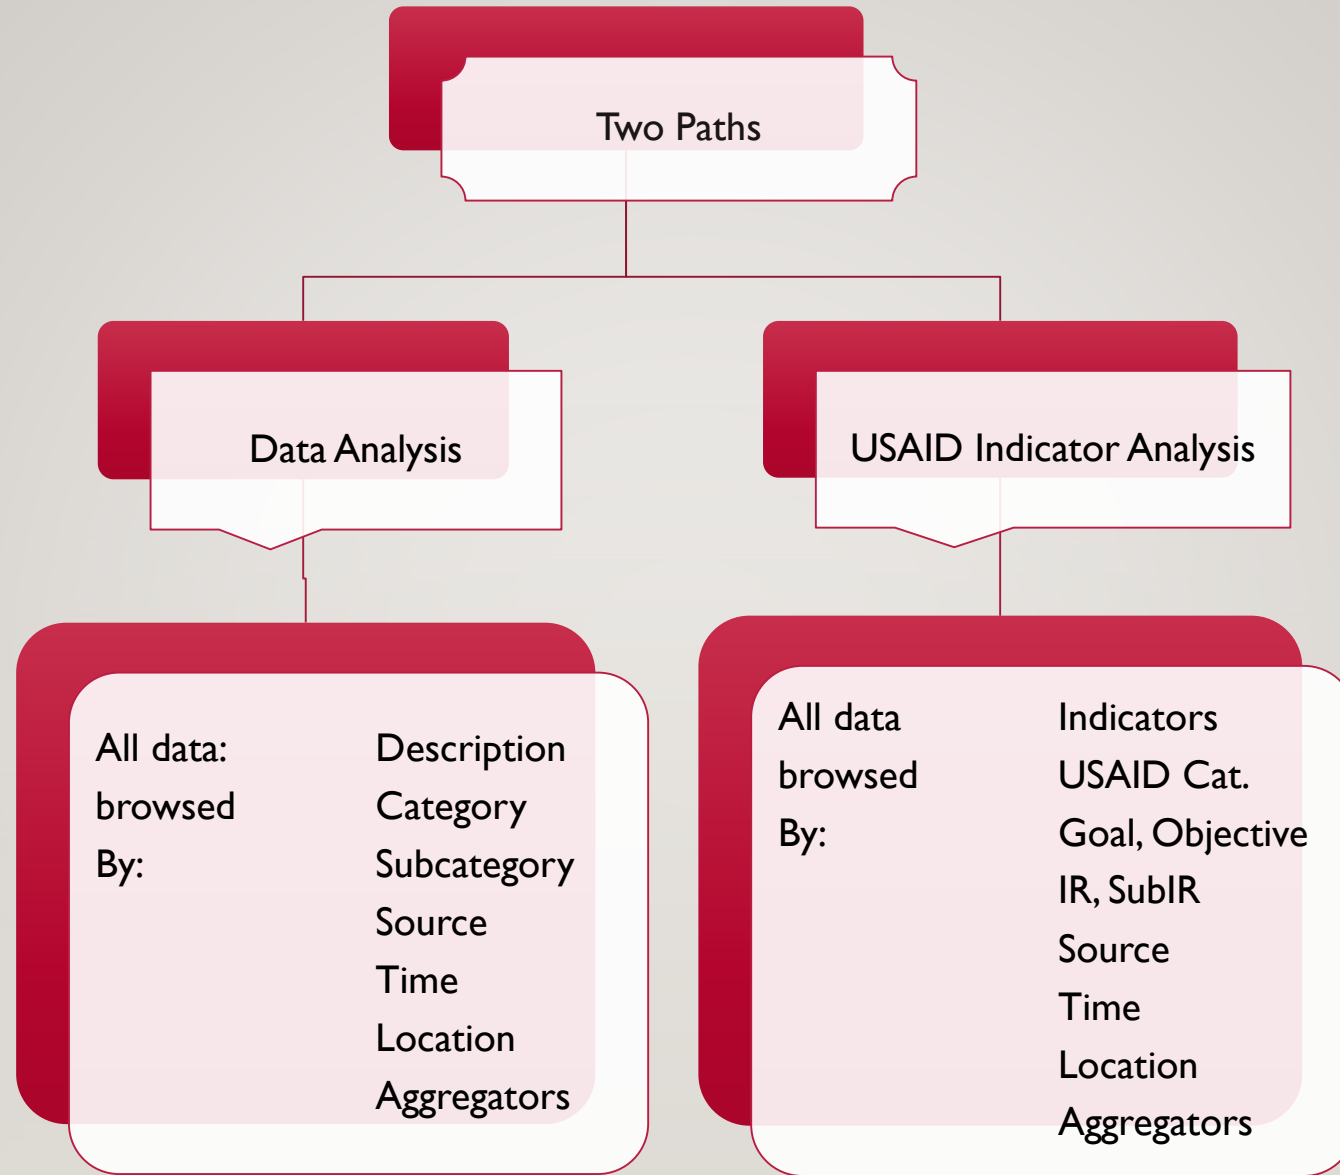 Two Paths
Data Analysis
USAID Indicator Analysis
All data:
browsed
By:
Description
Category
Subcategory
Source
Time
Location
Aggregators
All data
browsed
By:
Indicators
USAID Cat.
Goal, Objective
IR, SubIR
Source
Time
Location
Aggregators